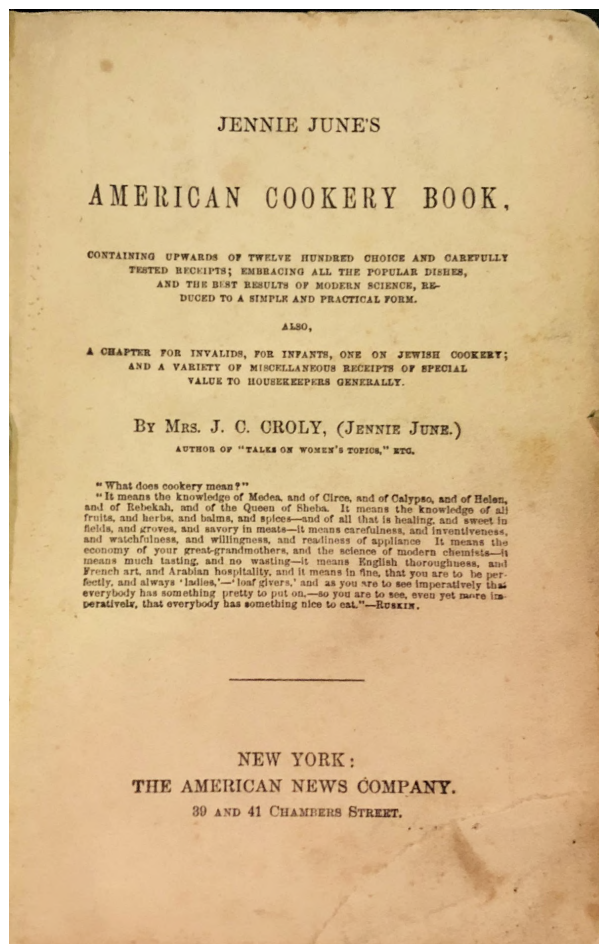 JENNIE JUNE'S
AMERICAN COOKERY BOOK,
CONTAINING UPWARDS OF TWELVE HUNDRED CHOICE AND CAREFULLY
TESTED RECEIPTS; EMBRACING ALL THE POPULAR DISHES,
AND THE BEST RESULTS OF MODERN SCIENCE, RE-
DUCED TO A SIMPLE AND PRACTICAL FORM.
ALSO,
A CHAPTER FOR INVALIDS, FOR INFANTS, ONE ON JEWISH COOKERY;
AND A VARIETY OF MISCELLANEOUS RECEIPTS OF SPECIAL
VALUE TO HOUSEKEEPERS GENERALLY.
BY MRS. J. C. CROLY, (JENNIE JUNE.)
AUTHOR OF "TALKS ON WOMEN'S TOPICS," ETC.
"What does cookery mean?"
"It means the knowledge of Medea, and of Circe, and of Calypso, and of Helen,
and of Rebekah, and of the Queen of Sheba. It means the knowledge of all
fruits, and herbs, and balms, and spices—and of all that is healing, and sweet in
fields, and groves, and savory in meats—it means carefulness, and inventiveness,
and watchfulness, and willingness, and readiness of appliance It means the
economy of your great-grandmothers, and the science of modern chemists—it
means much tasting, and no wasting—it means English thoroughness, and
French art, and Arabian hospitality, and it means in fine, that you are to be per-
fectly, and always 'ladies,'—'loaf givers,' and as you are to see imperatively that
everybody has something pretty to put on,—so you are to see, even yet more im-
peratively, that everybody has something nice to eat."—RUSKIN.
NEW YORK:
THE AMERICAN NEWS COMPANY.
39 AND 41 CHAMBERS STREET.